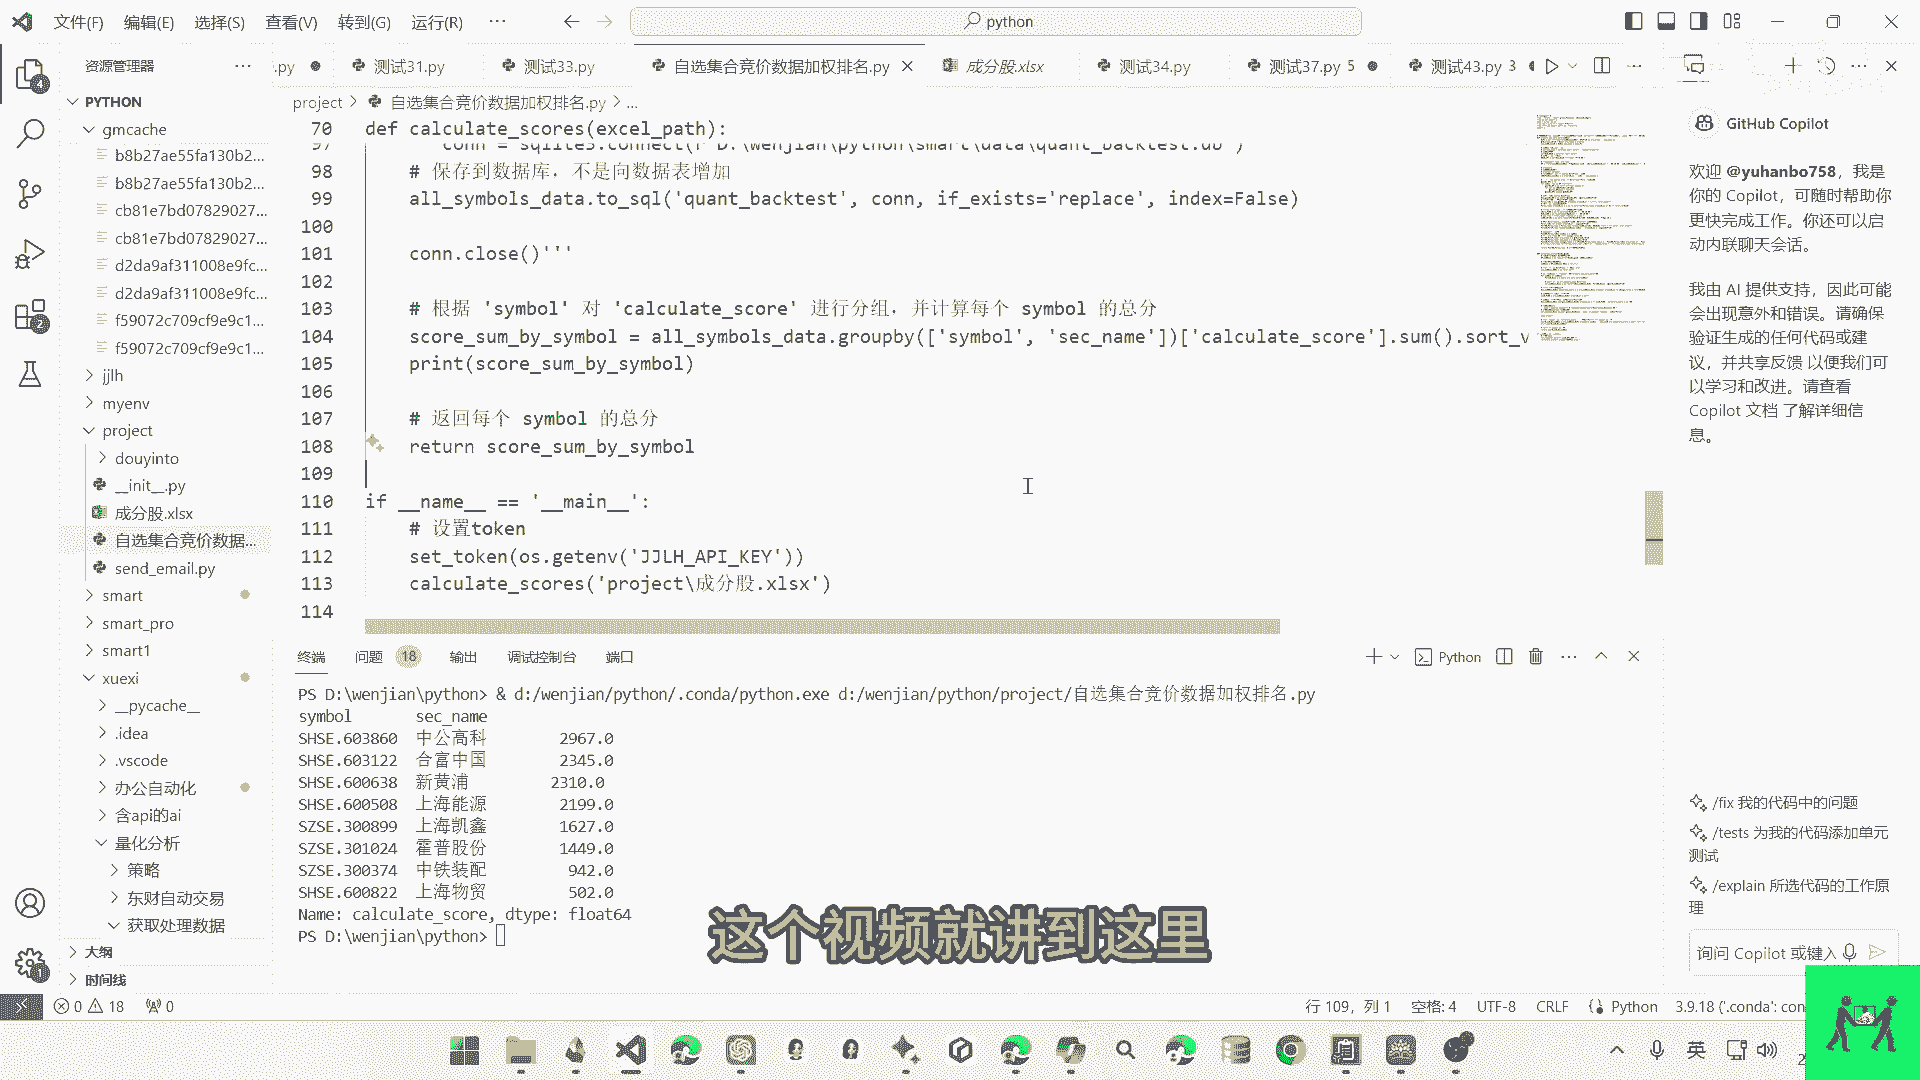 文件(F) 编辑(E) 选择(S) 查看(V) 转到(G) 运行(R) ··· python
资源管理器 ···
.py 测试31.py 测试33.py 自选集合竞价数据加权排名.py 成分股.xlsx 测试34.py 测试37.py 5 测试43.py 3
project > 自选集合竞价数据加权排名.py > ...
PYTHON
gmcache
b8b27ae55fa130b2...
b8b27ae55fa130b2...
cb81e7bd07829027...
cb81e7bd07829027...
d2da9af311008e9fc...
d2da9af311008e9fc...
f59072c709cf9e9c1...
f59072c709cf9e9c1...
jjlh
myenv
project
douyinto
__init__.py
成分股.xlsx
自选集合竞价数据...
send_email.py
smart
smart_pro
smart1
xuexi
__pycache__
.idea
.vscode
办公自动化
含api的ai
量化分析
策略
东财自动交易
获取处理数据
大纲
时间线
70 def calculate_scores(excel_path):
97 conn = sqlite3.connect(r'D:\wenjian\python\smart\data\quant_backtest.db')
98 # 保存到数据库，不是向数据表增加
99 all_symbols_data.to_sql('quant_backtest', conn, if_exists='replace', index=False)
100
101 conn.close()'''
102
103 # 根据 'symbol' 对 'calculate_score' 进行分组，并计算每个 symbol 的总分
104 score_sum_by_symbol = all_symbols_data.groupby(['symbol', 'sec_name'])['calculate_score'].sum().sort_v
105 print(score_sum_by_symbol)
106
107 # 返回每个 symbol 的总分
108 return score_sum_by_symbol
109
110 if __name__ == '__main__':
111 # 设置token
112 set_token(os.getenv('JJLH_API_KEY'))
113 calculate_scores('project\成分股.xlsx')
114
终端 问题 18 输出 调试控制台 端口 Python
PS D:\wenjian\python> & d:/wenjian/python/.conda/python.exe d:/wenjian/python/project/自选集合竞价数据加权排名.py
symbol sec_name
SHSE.603860 中公高科 2967.0
SHSE.603122 合富中国 2345.0
SHSE.600638 新黄浦 2310.0
SHSE.600508 上海能源 2199.0
SZSE.300899 上海凯鑫 1627.0
SZSE.301024 霍普股份 1449.0
SZSE.300374 中铁装配 942.0
SHSE.600822 上海物贸 502.0
Name: calculate_score, dtype: float64
PS D:\wenjian\python>
这个视频就讲到这里
GitHub Copilot
欢迎 @yuhanbo758，我是
你的 Copilot，可随时帮助你
更快完成工作。你还可以启
动内联聊天会话。
我由 AI 提供支持，因此可能
会出现意外和错误。请确保
验证生成的任何代码或建
议，并共享反馈 以便我们可
以学习和改进。请查看
Copilot 文档 了解详细信
息。
/fix 我的代码中的问题
/tests 为我的代码添加单元
测试
/explain 所选代码的工作原
理
询问 Copilot 或键入
0 18 0 行 109，列 1 空格: 4 UTF-8 CRLF Python 3.9.18 ('.conda': con
英